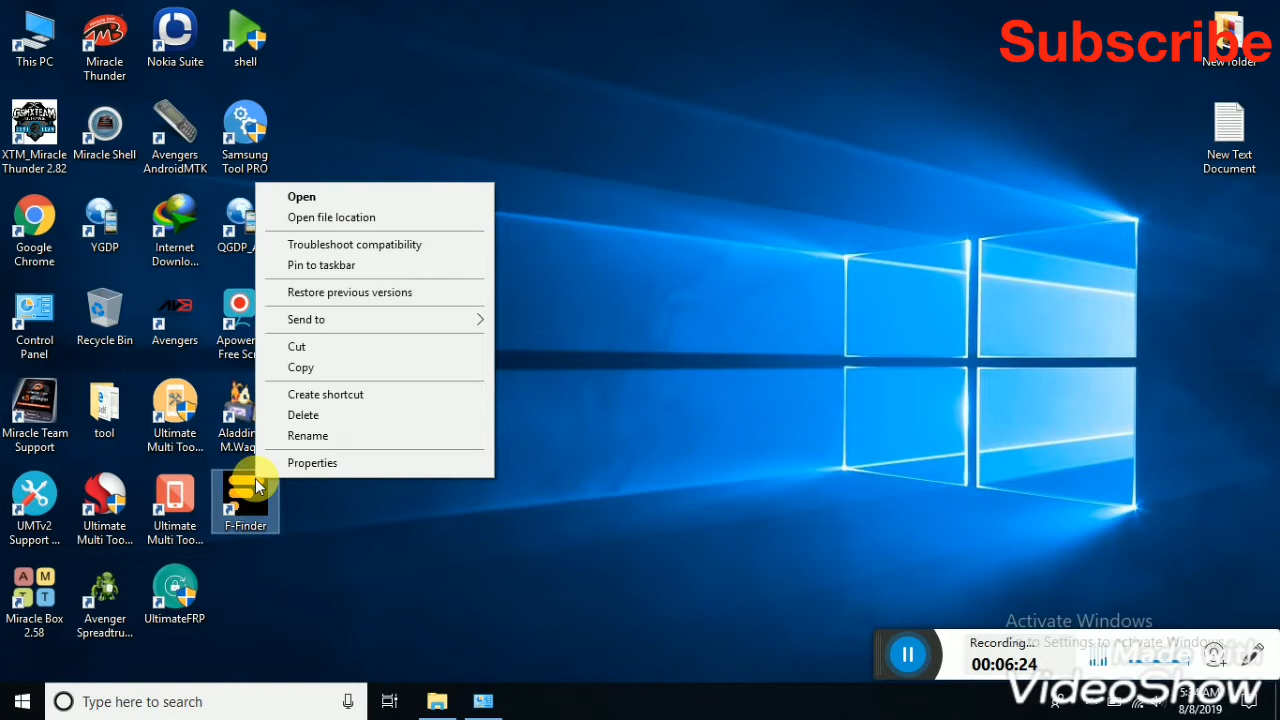 This PC
Miracle
Thunder
Nokia Suite
shell
XTM_Miracle
Thunder 2.82
Miracle Shell
Avengers
AndroidMTK
Samsung
Tool PRO
Google
Chrome
YGDP
Internet
Downlo...
QGDP_
Control
Panel
Recycle Bin
Avengers
Apower
Free Scr
Miracle Team
Support
tool
Ultimate
Multi Too...
Aladdin
M.Waq
UMTv2
Support ...
Ultimate
Multi Too...
Ultimate
Multi Too...
F-Finder
Miracle Box
2.58
Avenger
Spreadtru...
UltimateFRP
Open
Open file location
Troubleshoot compatibility
Pin to taskbar
Restore previous versions
Send to
Cut
Copy
Create shortcut
Delete
Rename
Properties
Subscribe
New folder
New Text
Document
Activate Windows
Go to Settings to activate Windows.
Recording...
00:06:24
Made with
VideoShow
Type here to search
AM
8/8/2019